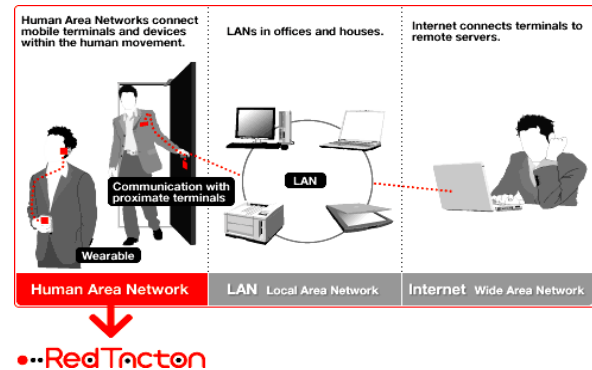 Human Area Networks connect
mobile terminals and devices
within the human movement.
LANs in offices and houses.
Internet connects terminals to
remote servers.
Communication with
proximate terminals
LAN
Wearable
Human Area Network
LAN Local Area Network
Internet Wide Area Network
RedTacton